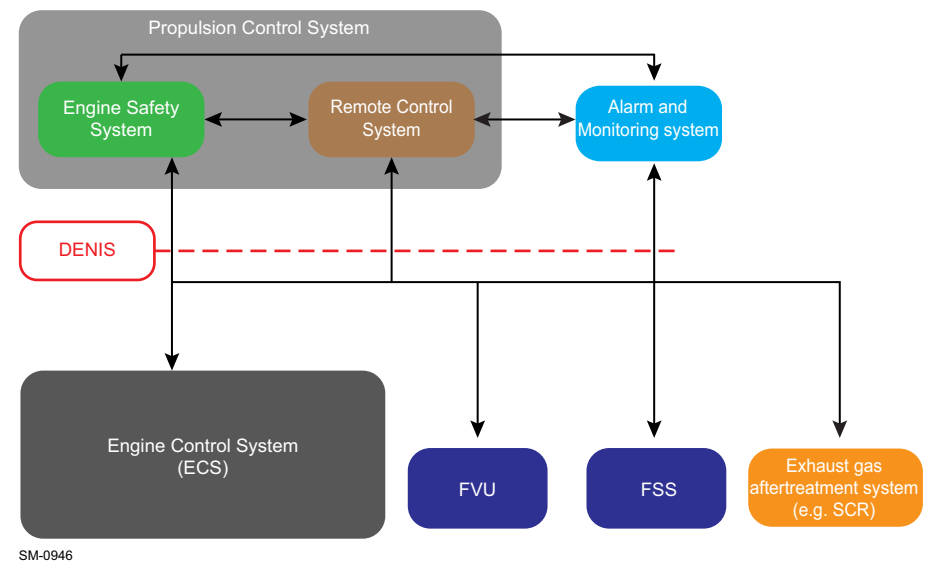 Propulsion Control System
Engine Safety
System
Remote Control
System
Alarm and
Monitoring system
DENIS
Engine Control System
(ECS)
FVU
FSS
Exhaust gas
aftertreatment system
(e.g. SCR)
SM-0946